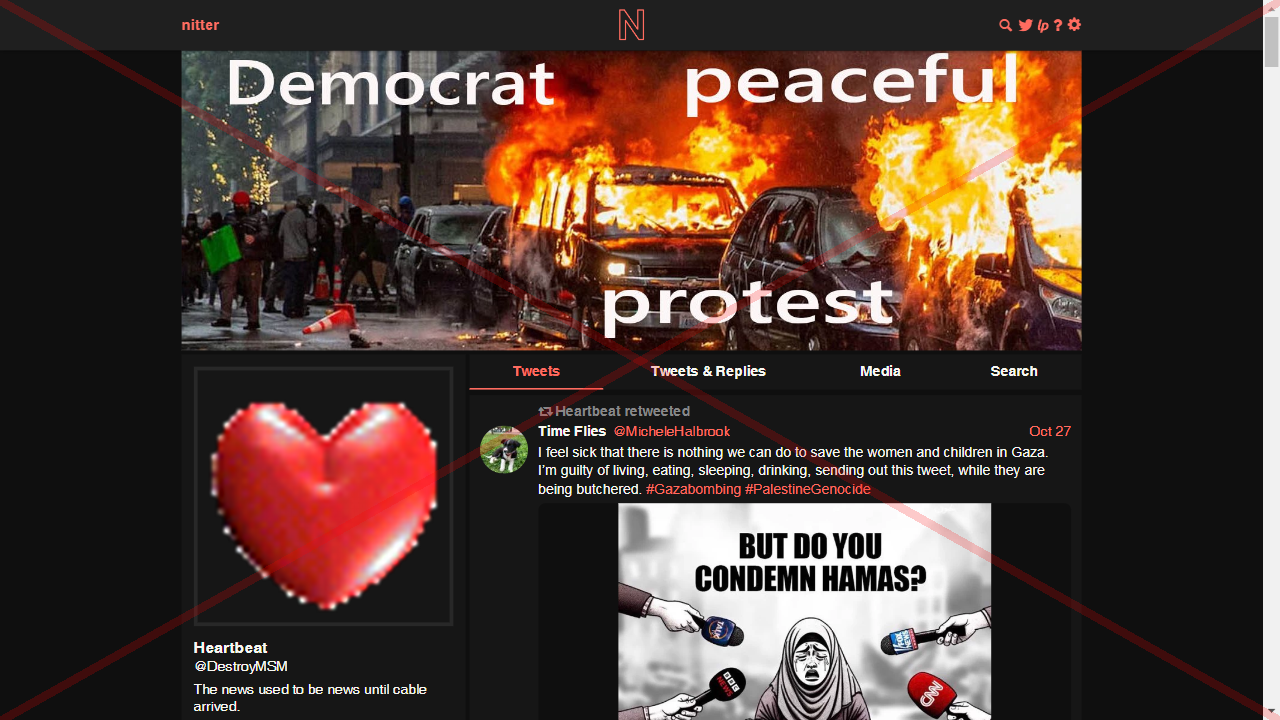 nitter
N
lp ?
Democrat peaceful
protest
Tweets Tweets & Replies Media Search
Heartbeat retweeted
Time Flies @MicheleHalbrook Oct 27
I feel sick that there is nothing we can do to save the women and children in Gaza.
I'm guilty of living, eating, sleeping, drinking, sending out this tweet, while they are
being butchered. #Gazabombing #PalestineGenocide
BUT DO YOU
CONDEMN HAMAS?
TALK
FOX
NEWS
BBC
NEWS
CNN
Heartbeat
@DestroyMSM
The news used to be news until cable
arrived.